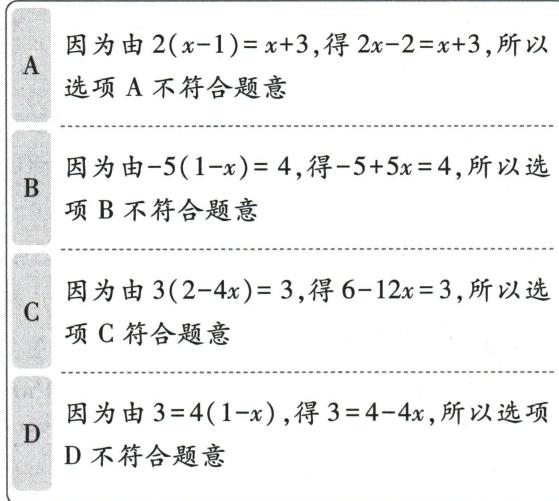 A
因为由 2(x-1)=x+3,得 2x-2=x+3,所以
选项 A 不符合题意
B
因为由-5(1-x)=4,得-5+5x=4,所以选
项 B 不符合题意
C
因为由 3(2-4x)=3,得 6-12x=3,所以选
项 C 符合题意
D
因为由 3=4(1-x),得 3=4-4x,所以选项
D 不符合题意